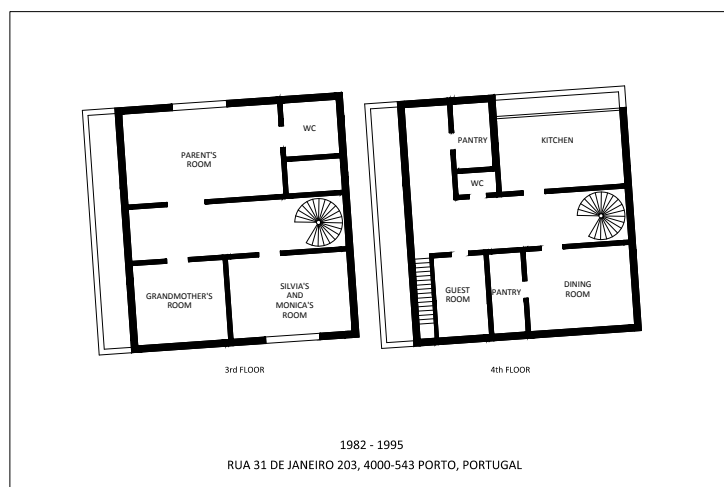 WC
PARENT'S
ROOM
GRANDMOTHER'S
ROOM
SILVIA'S
AND
MONICA'S
ROOM
3rd FLOOR
PANTRY
KITCHEN
WC
GUEST
ROOM
PANTRY
DINING
ROOM
4th FLOOR
1982 - 1995
RUA 31 DE JANEIRO 203, 4000-543 PORTO, PORTUGAL